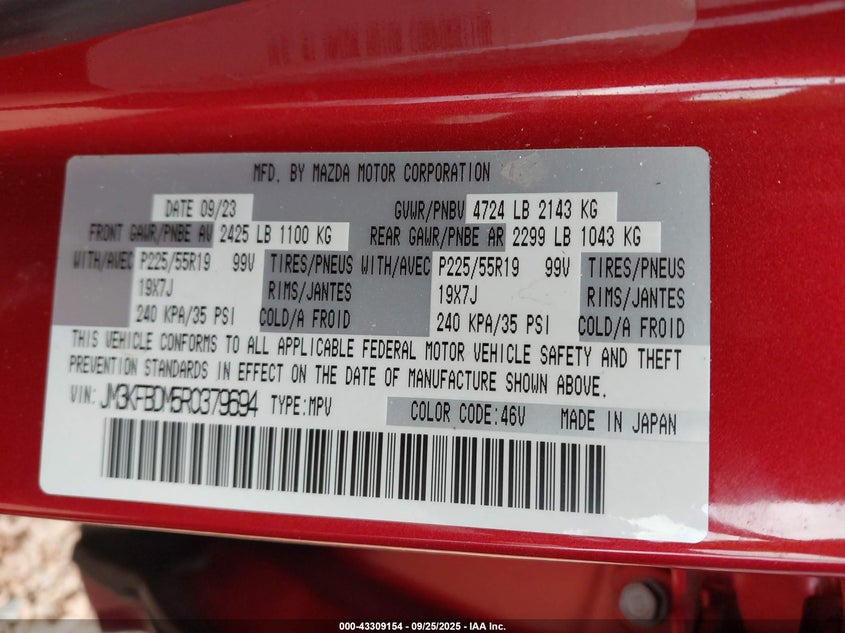 MFD. BY MAZDA MOTOR CORPORATION
DATE 09/23 GVWR/PNBV 4724 LB 2143 KG
FRONT GAWR/PNBE AV 2425 LB 1100 KG REAR GAWR/PNBE AR 2299 LB 1043 KG
WITH/AVEC P225/55R19 99V TIRES/PNEUS WITH/AVEC P225/55R19 99V TIRES/PNEUS
19X7J RIMS/JANTES 19X7J RIMS/JANTES
240 KPA/35 PSI COLD/A FROID 240 KPA/35 PSI COLD/A FROID
THIS VEHICLE CONFORMS TO ALL APPLICABLE FEDERAL MOTOR VEHICLE SAFETY AND THEFT
PREVENTION STANDARDS IN EFFECT ON THE DATE OF MANUFACTURE SHOWN ABOVE.
VIN: JM3KFBDM5R0379694 TYPE:MPV COLOR CODE:46V MADE IN JAPAN
000-43309154 - 09/25/2025 - IAA Inc.